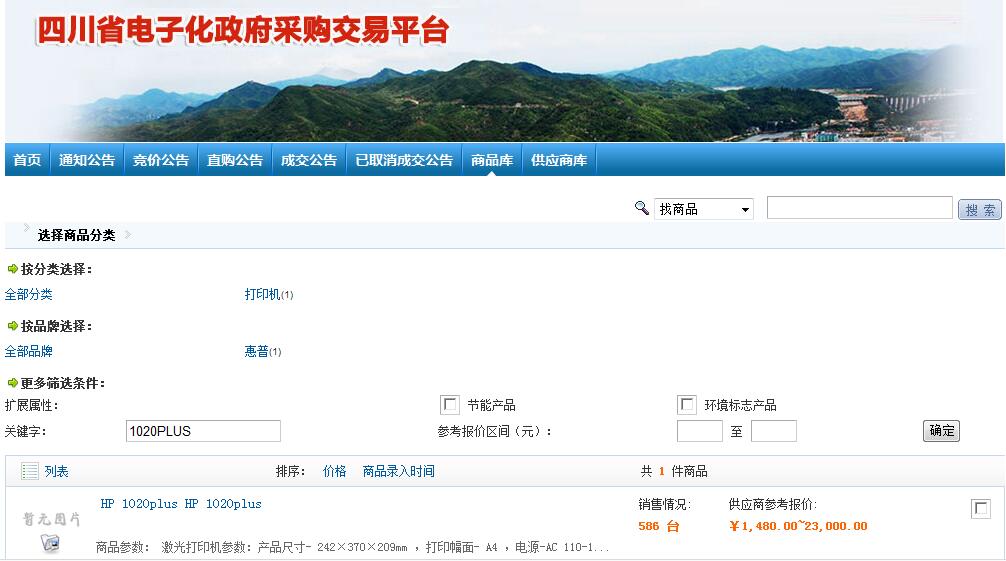 四川省电子化政府采购交易平台
首页 通知公告 竞价公告 直购公告 成交公告 已取消成交公告 商品库 供应商库
找商品 搜 索
选择商品分类
按分类选择：
全部分类 打印机(1)
按品牌选择：
全部品牌 惠普(1)
更多筛选条件：
扩展属性： 节能产品 环境标志产品
关键字： 1020PLUS 参考报价区间（元）： 至 确定
列表 排序： 价格 商品录入时间 共 1 件商品
HP 1020plus HP 1020plus 销售情况： 供应商参考报价：
暂无图片 586 台 ￥1,480.00~23,000.00
商品参数： 激光打印机参数：产品尺寸- 242×370×209mm ，打印幅面- A4 ，电源-AC 110-1...